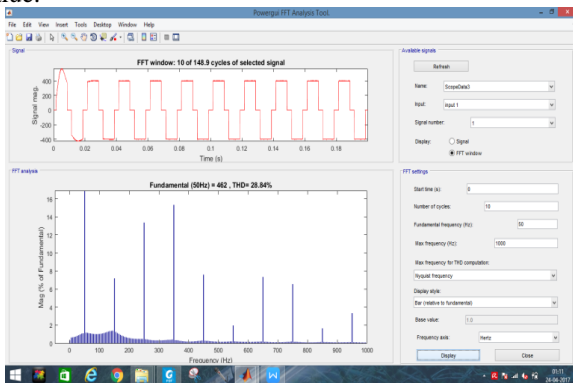 Powergui FFT Analysis Tool.
File Edit View Insert Tools Desktop Window Help
Signal
FFT window: 10 of 148.9 cycles of selected signal
Signal mag.
400
200
0
-200
-400
0 0.02 0.04 0.06 0.08 0.1 0.12 0.14 0.16 0.18
Time (s)
FFT analysis
Fundamental (50Hz) = 462 , THD= 28.84%
Mag (% of Fundamental)
16
14
12
10
8
6
4
2
0
0 100 200 300 400 500 600 700 800 900 1000
Frequency (Hz)
Available signals
Refresh
Name: ScopeData3
Input: input 1
Signal number: 1
Display: Signal
FFT window
FFT settings
Start time (s): 0
Number of cycles: 10
Fundamental frequency (Hz): 50
Max frequency (Hz): 1000
Max frequency for THD computation:
Nyquist frequency
Display style:
Bar (relative to fundamental)
Base value: 1.0
Frequency axis: Hertz
Display Close
01:11
24-04-2017